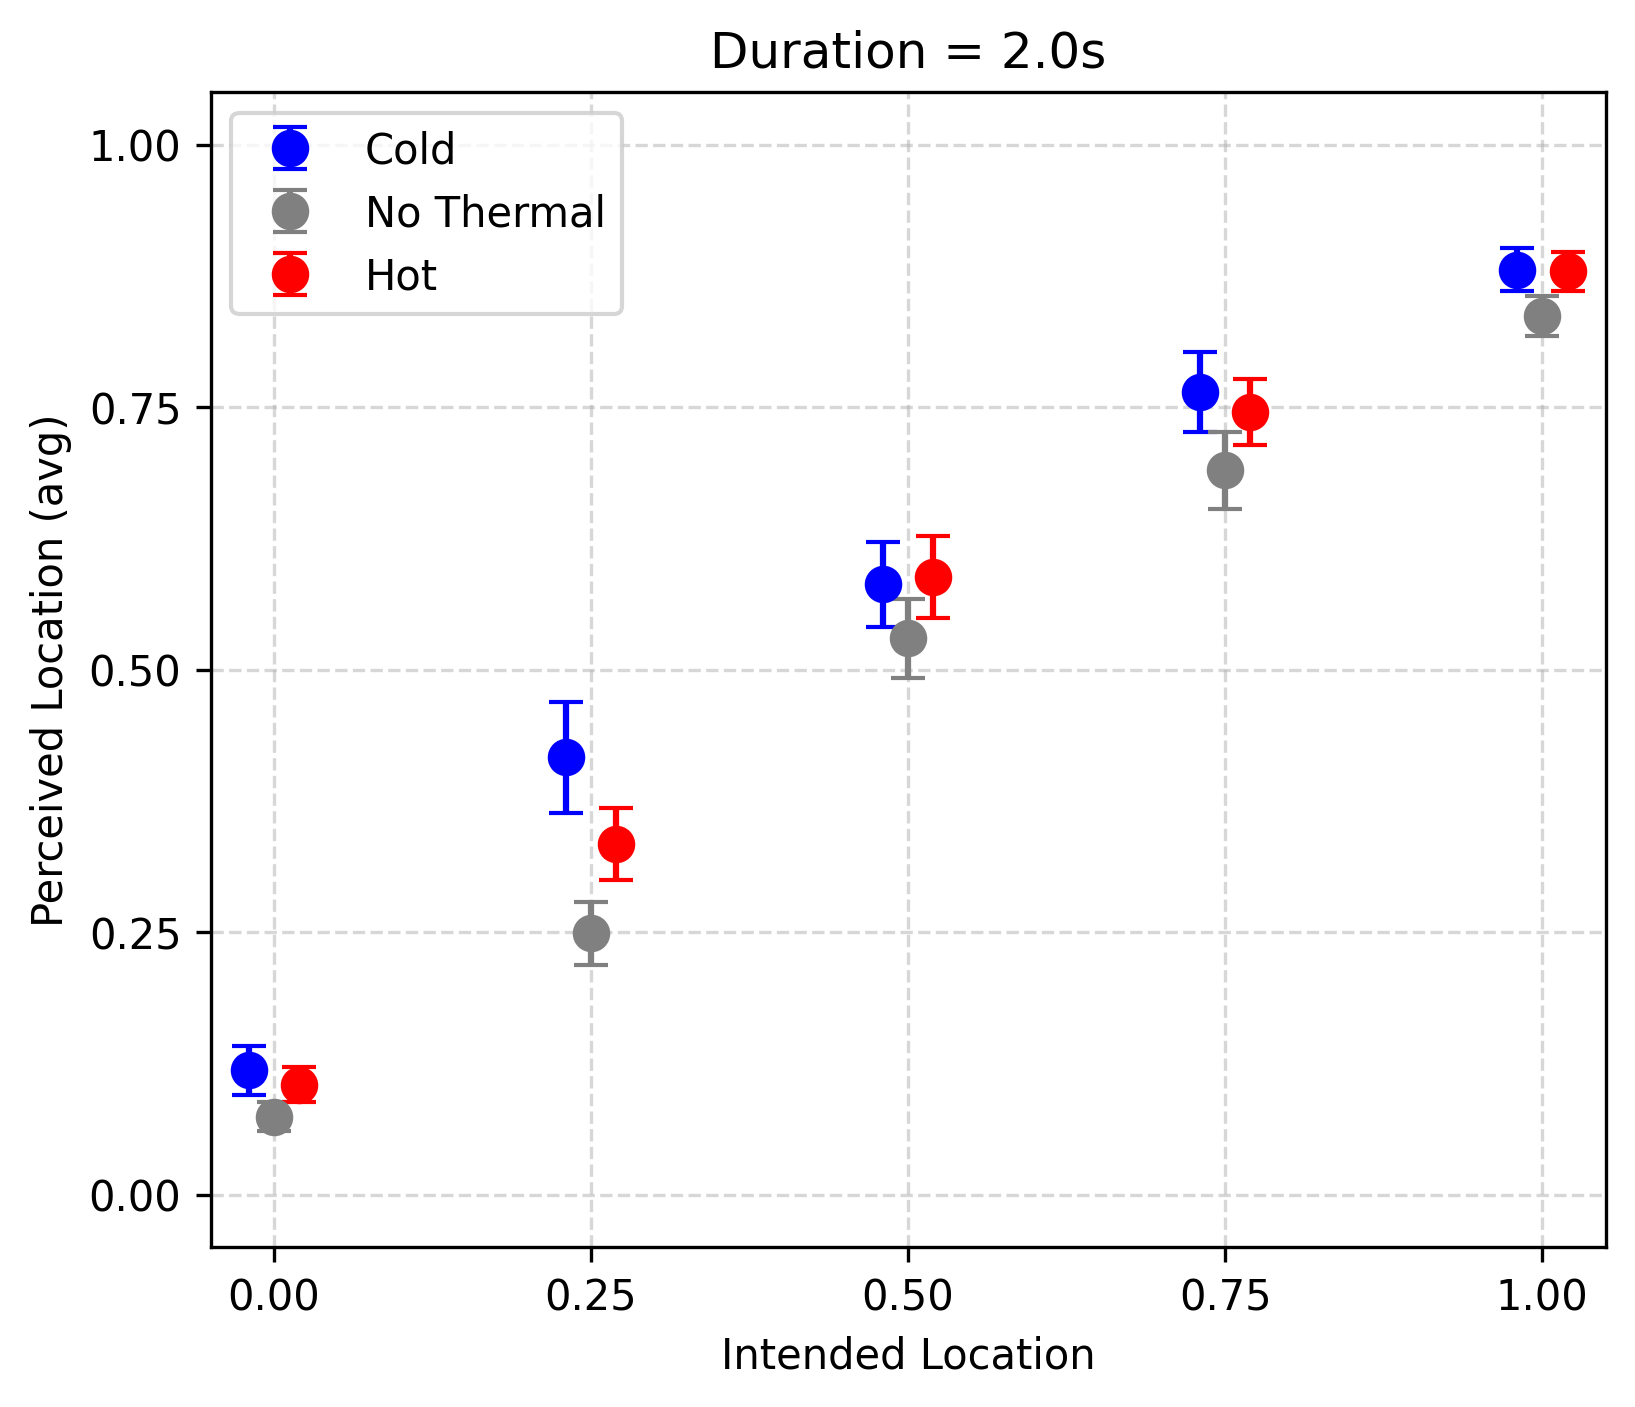 Duration = 2.0s
Cold
No Thermal
Hot
1.00
0.75
0.50
0.25
0.00
Perceived Location (avg)
0.00 0.25 0.50 0.75 1.00
Intended Location